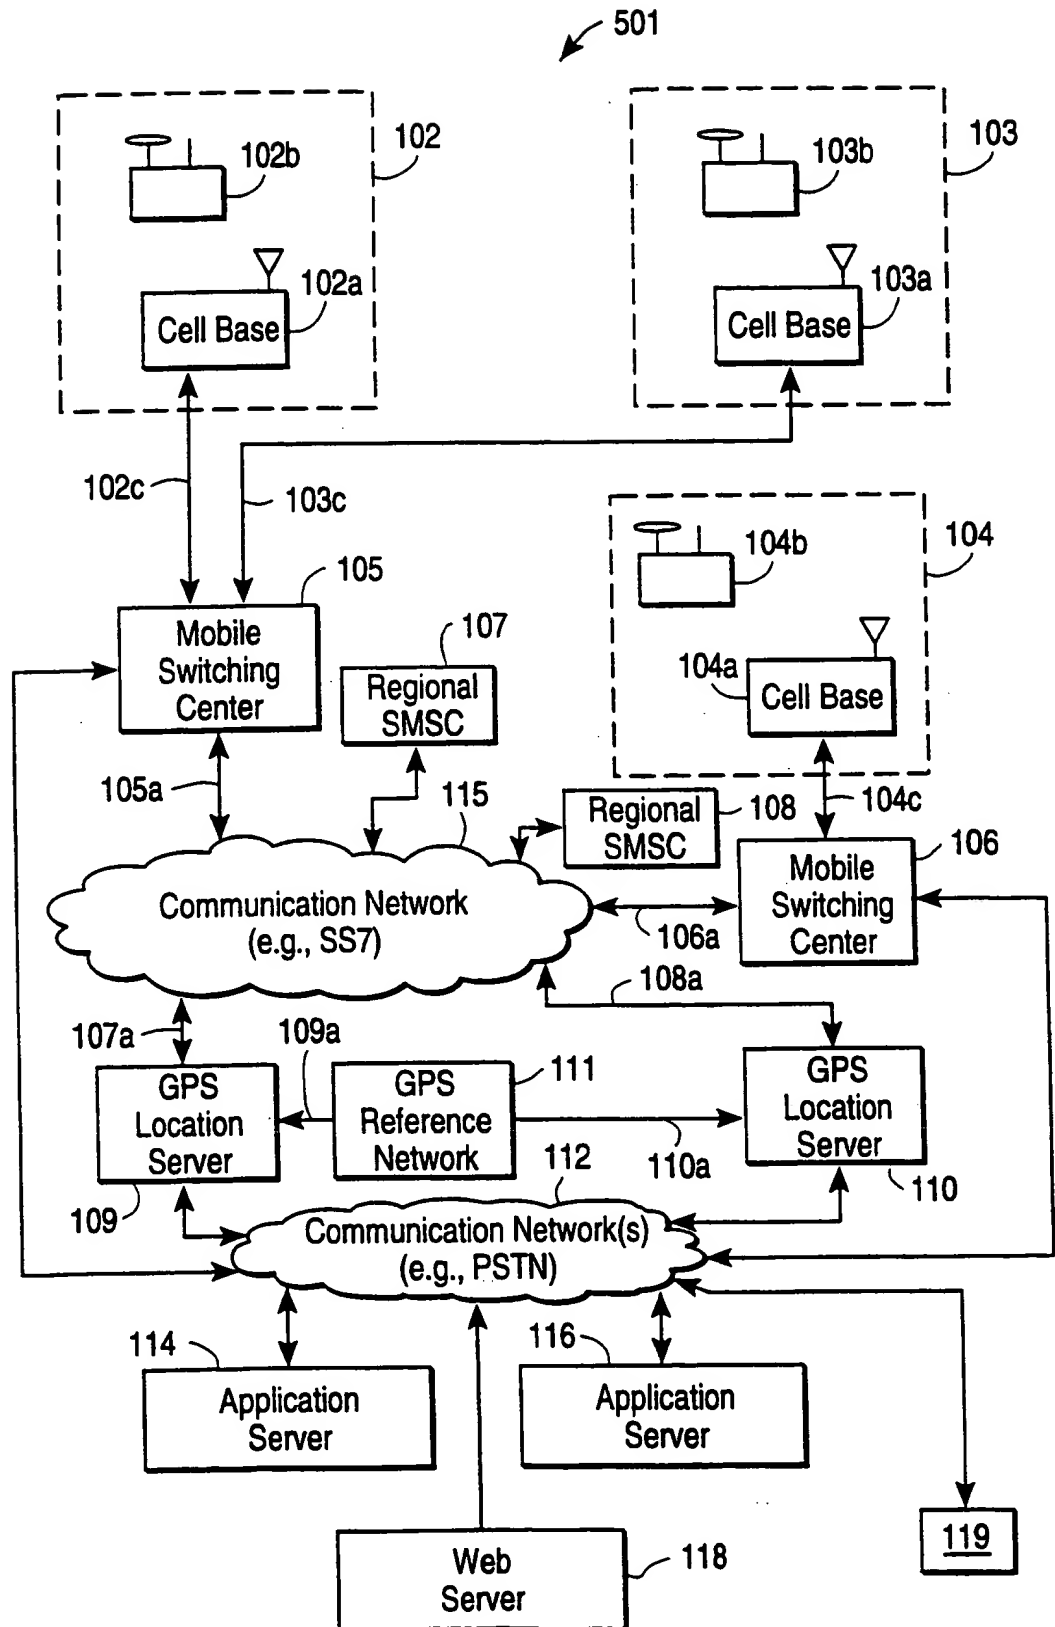 501
102
102b
102a
Cell Base
103
103b
103a
Cell Base
102c
103c
104
104b
104a
Cell Base
104c
105
Mobile
Switching
Center
107
Regional
SMSC
105a
115
Regional
SMSC
108
106
Mobile
Switching
Center
Communication Network
(e.g., SS7)
106a
108a
107a
109a
GPS
Location
Server
109
GPS
Reference
Network
111
110a
GPS
Location
Server
110
112
Communication Network(s)
(e.g., PSTN)
114
Application
Server
116
Application
Server
Web
Server
118
119